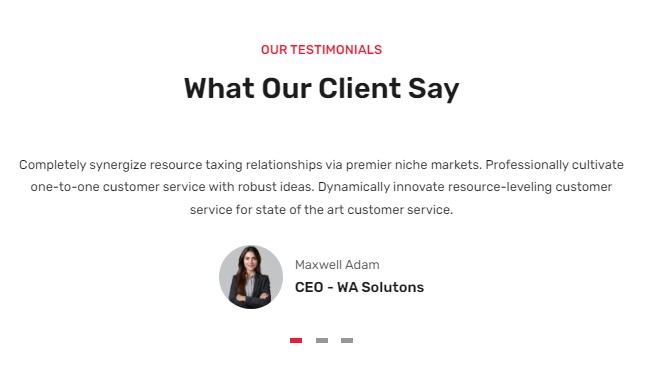 OUR TESTIMONIALS
What Our Client Say
Completely synergize resource taxing relationships via premier niche markets. Professionally cultivate
one-to-one customer service with robust ideas. Dynamically innovate resource-leveling customer
service for state of the art customer service.
Maxwell Adam
CEO - WA Solutons